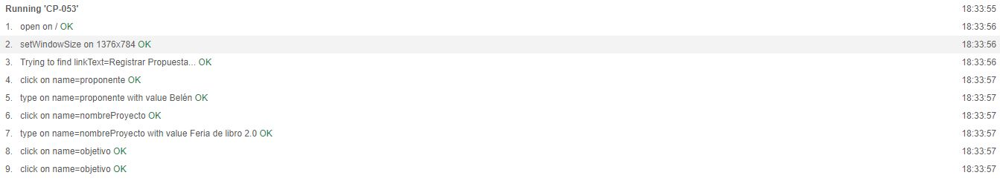 Running 'CP-053' 18:33:55
1. open on / OK 18:33:56
2. setWindowSize on 1376x784 OK 18:33:56
3. Trying to find linkText=Registrar Propuesta... OK 18:33:56
4. click on name=proponente OK 18:33:57
5. type on name=proponente with value Belén OK 18:33:57
6. click on name=nombreProyecto OK 18:33:57
7. type on name=nombreProyecto with value Feria de libro 2.0 OK 18:33:57
8. click on name=objetivo OK 18:33:57
9. click on name=objetivo OK 18:33:57